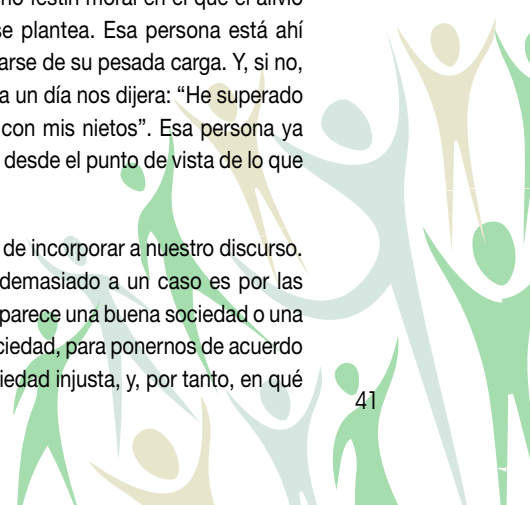 no festín moral en el que el alivio
se plantea. Esa persona está ahí
arse de su pesada carga. Y, si no,
a un día nos dijera: “He superado
con mis nietos”. Esa persona ya
desde el punto de vista de lo que
de incorporar a nuestro discurso.
demasiado a un caso es por las
parece una buena sociedad o una
ciedad, para ponernos de acuerdo
iedad injusta, y, por tanto, en qué
41